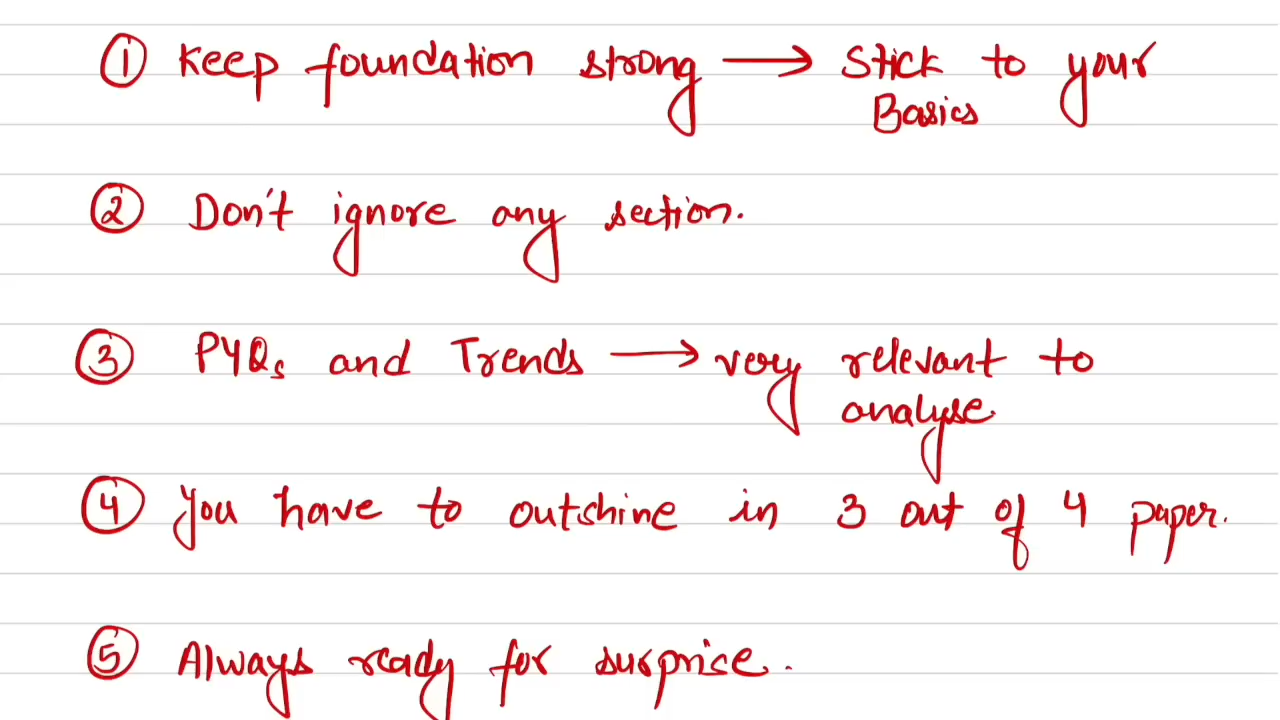 ① Keep foundation strong → Stick to your
Basics
② Don't ignore any section.
③ PYQs and Trends → very relevant to
analyse.
④ You have to outshine in 3 out of 4 paper.
⑤ Always ready for surprise.